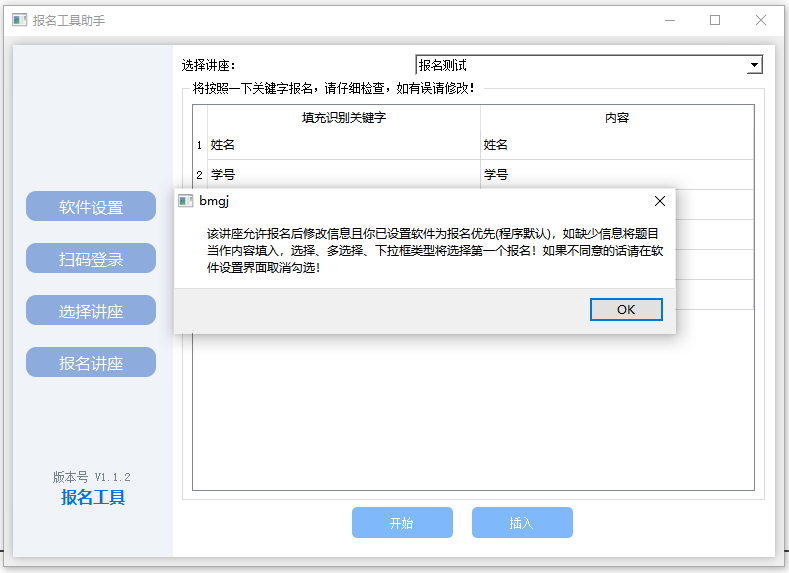 报名工具助手
选择讲座：
报名测试
将按照一下关键字报名，请仔细检查，如有误请修改！
填充识别关键字 内容
1 姓名 姓名
2 学号 学号
软件设置
扫码登录
选择讲座
报名讲座
bmgj
该讲座允许报名后修改信息且你已设置软件为报名优先(程序默认)，如缺少信息将题目
当作内容填入，选择、多选择、下拉框类型将选择第一个报名！如果不同意的话请在软
件设置界面取消勾选！
OK
版本号 V1.1.2
报名工具
开始
插入